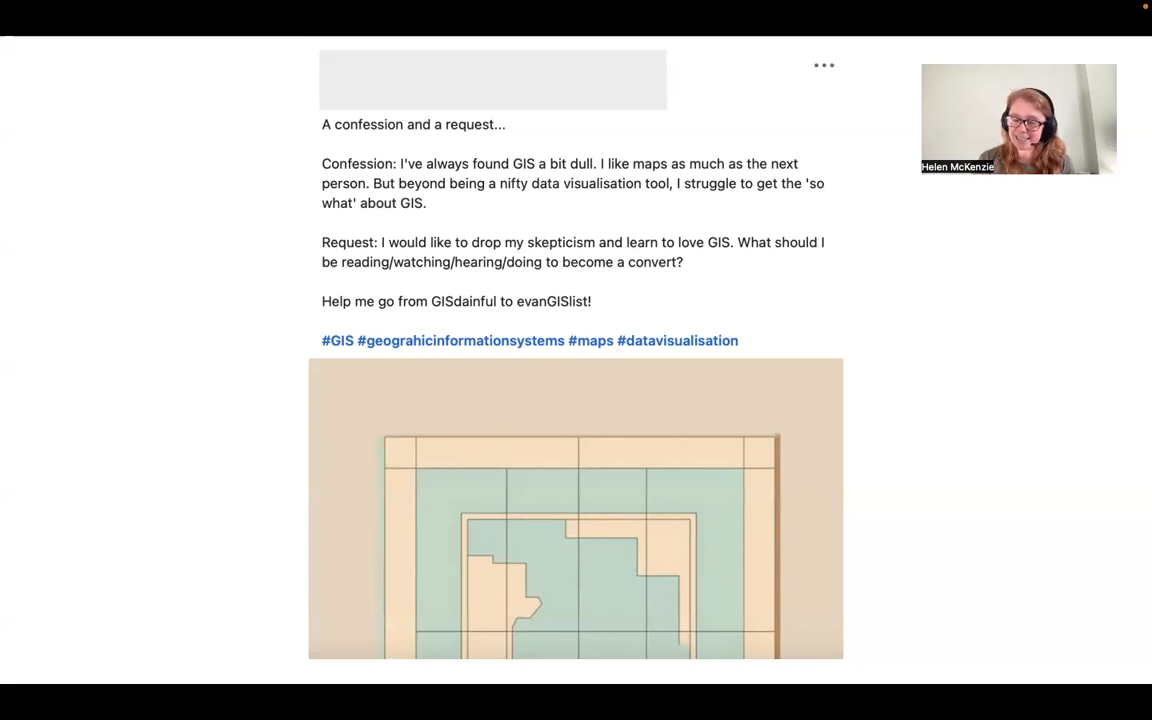 A confession and a request...
Confession: I've always found GIS a bit dull. I like maps as much as the next
person. But beyond being a nifty data visualisation tool, I struggle to get the 'so
what' about GIS.
Request: I would like to drop my skepticism and learn to love GIS. What should I
be reading/watching/hearing/doing to become a convert?
Help me go from GISdainful to evanGISlist!
#GIS #geograhicinformationsystems #maps #datavisualisation
Helen McKenzie